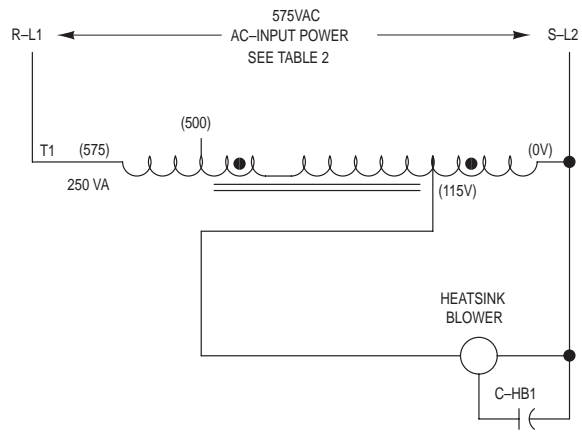 575VAC
R–L1
AC–INPUT POWER
S–L2
SEE TABLE 2
(500)
T1
(575)
(0V)
250 VA
(115V)
HEATSINK
BLOWER
C–HB1